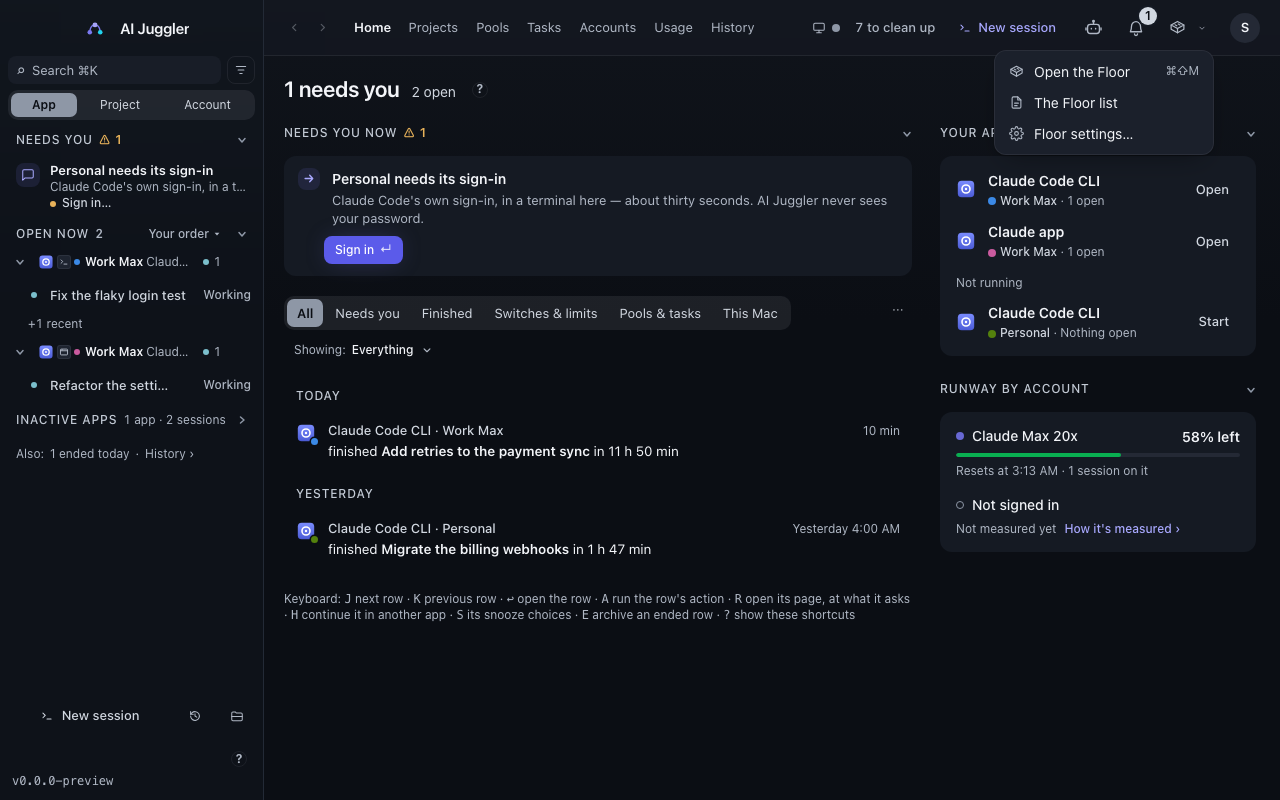 AI Juggler
Search ⌘K
App Project Account
NEEDS YOU 1
Personal needs its sign-in
Claude Code's own sign-in, in a t...
Sign in...
OPEN NOW 2 Your order
Work Max Claud... 1
Fix the flaky login test Working
+1 recent
Work Max Claud... 1
Refactor the setti... Working
INACTIVE APPS 1 app · 2 sessions
Also: 1 ended today · History ›
New session
?
v0.0.0-preview
Home Projects Pools Tasks Accounts Usage History
7 to clean up
New session
1
S
Open the Floor ⌘⇧M
The Floor list
Floor settings...
1 needs you 2 open ?
NEEDS YOU NOW 1
Personal needs its sign-in
Claude Code's own sign-in, in a terminal here — about thirty seconds. AI Juggler never sees
your password.
Sign in ↵
All Needs you Finished Switches & limits Pools & tasks This Mac ...
Showing: Everything
TODAY
Claude Code CLI · Work Max 10 min
finished Add retries to the payment sync in 11 h 50 min
YESTERDAY
Claude Code CLI · Personal Yesterday 4:00 AM
finished Migrate the billing webhooks in 1 h 47 min
Keyboard: J next row · K previous row · ↩ open the row · A run the row's action · R open its page, at what it asks
· H continue it in another app · S its snooze choices · E archive an ended row · ? show these shortcuts
Claude Code CLI Open
Work Max · 1 open
Claude app Open
Work Max · 1 open
Not running
Claude Code CLI Start
Personal · Nothing open
RUNWAY BY ACCOUNT
Claude Max 20x 58% left
Resets at 3:13 AM · 1 session on it
Not signed in
Not measured yet How it's measured ›